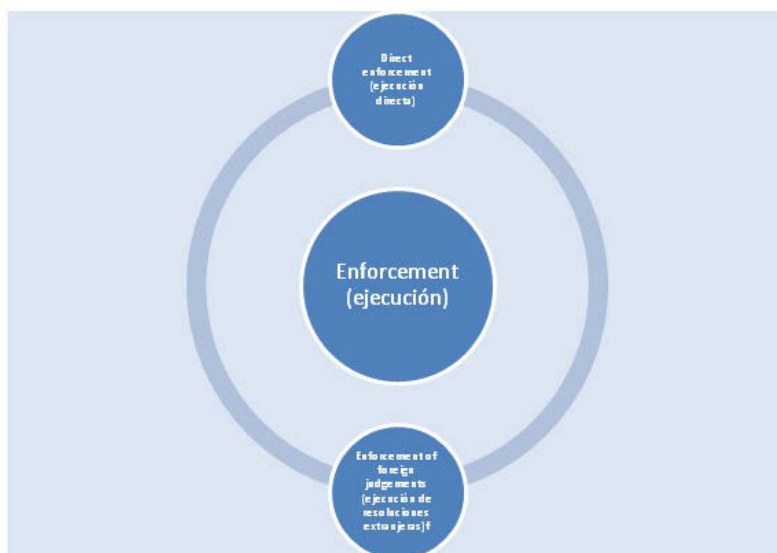 Direct
enforcement
(ejecución
directa)
Enforcement
(ejecución)
Enforcement of
foreign
judgements
(ejecución de
resoluciones
extranjeras)f